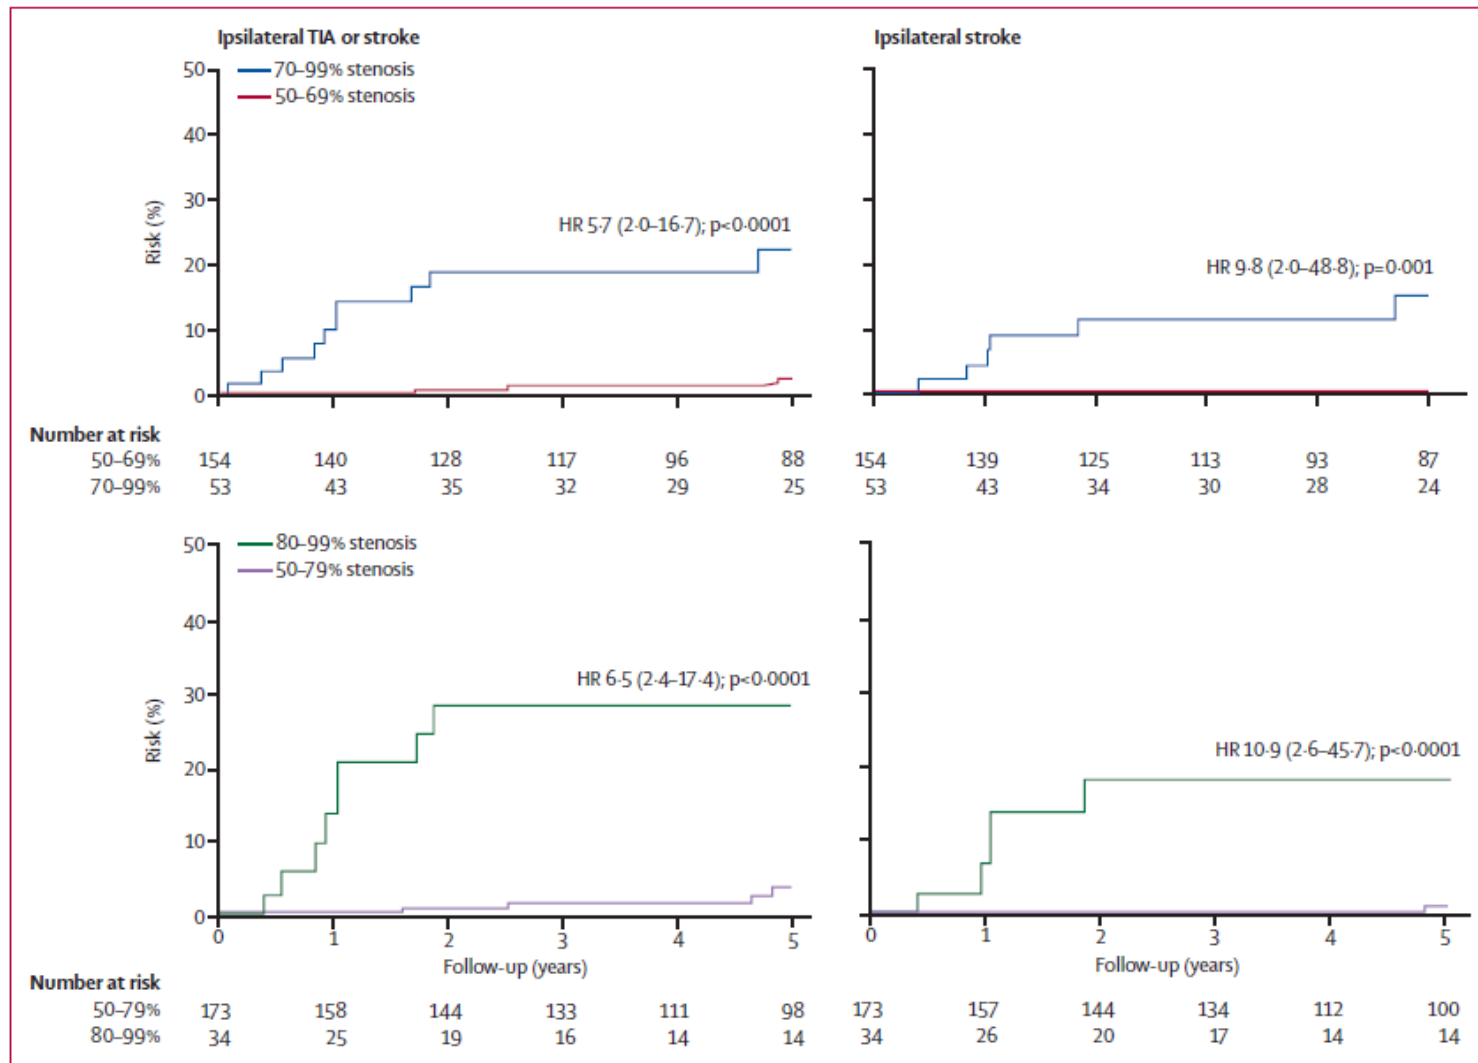 Ipsilateral TIA or stroke
Ipsilateral stroke
70–99% stenosis
50–69% stenosis
50
40
30
20
10
0
Risk (%)
HR 5·7 (2·0–16·7); p<0·0001
HR 9·8 (2·0–48·8); p=0·001
Number at risk
50–69% 154 140 128 117 96 88 154 139 125 113 93 87
70–99% 53 43 35 32 29 25 53 43 34 30 28 24
80–99% stenosis
50–79% stenosis
50
40
30
20
10
0
Risk (%)
HR 6·5 (2·4–17·4); p<0·0001
HR 10·9 (2·6–45·7); p<0·0001
0 1 2 3 4 5 0 1 2 3 4 5
Follow-up (years) Follow-up (years)
Number at risk
50–79% 173 158 144 133 111 98 173 157 144 134 112 100
80–99% 34 25 19 16 14 14 34 26 20 17 14 14